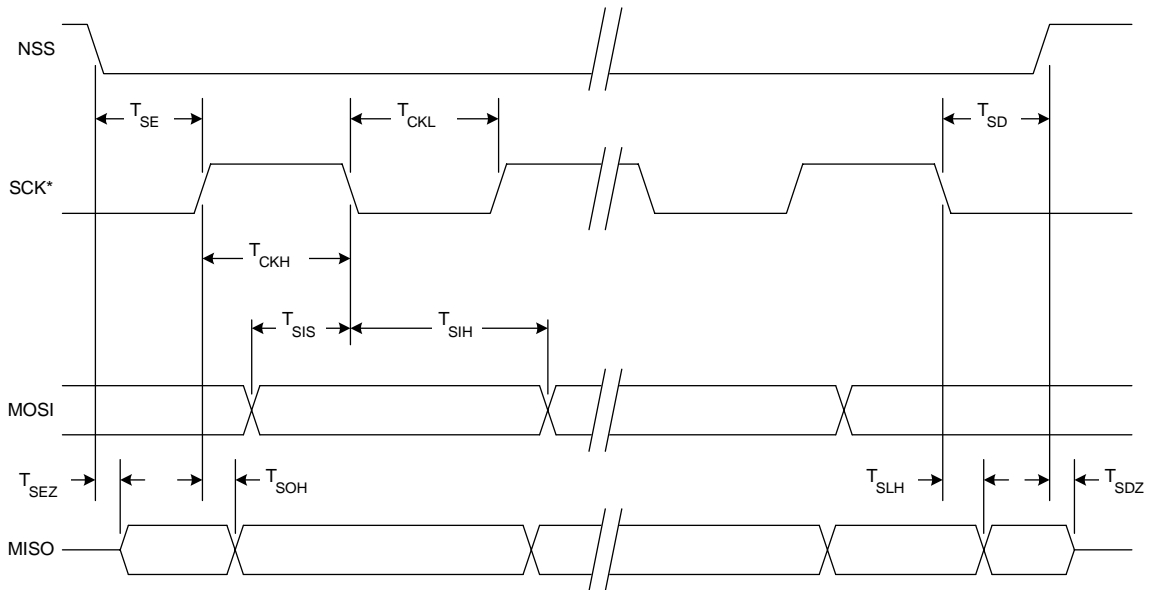 NSS
T_SE
T_CKL
T_SD
SCK*
T_CKH
T_SIS
T_SIH
MOSI
T_SEZ
T_SOH
T_SLH
T_SDZ
MISO